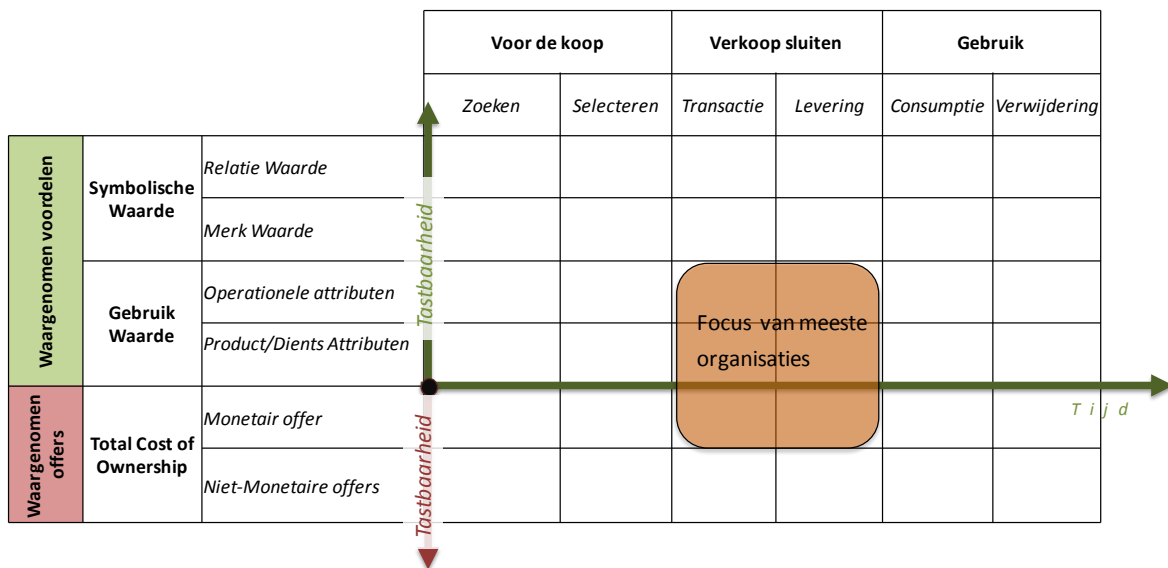 Voor de koop
Verkoop sluiten
Gebruik
Zoeken
Selecteren
Transactie
Levering
Consumptie
Verwijdering
Waargenomen voordelen
Symbolische
Waarde
Relatie Waarde
Merk Waarde
Tastbaarheid
Gebruik
Waarde
Operationele attributen
Product/Dients Attributen
Focus van meeste
organisaties
Tijd
Waargenomen
offers
Total Cost of
Ownership
Monetair offer
Niet-Monetaire offers
Tastbaarheid